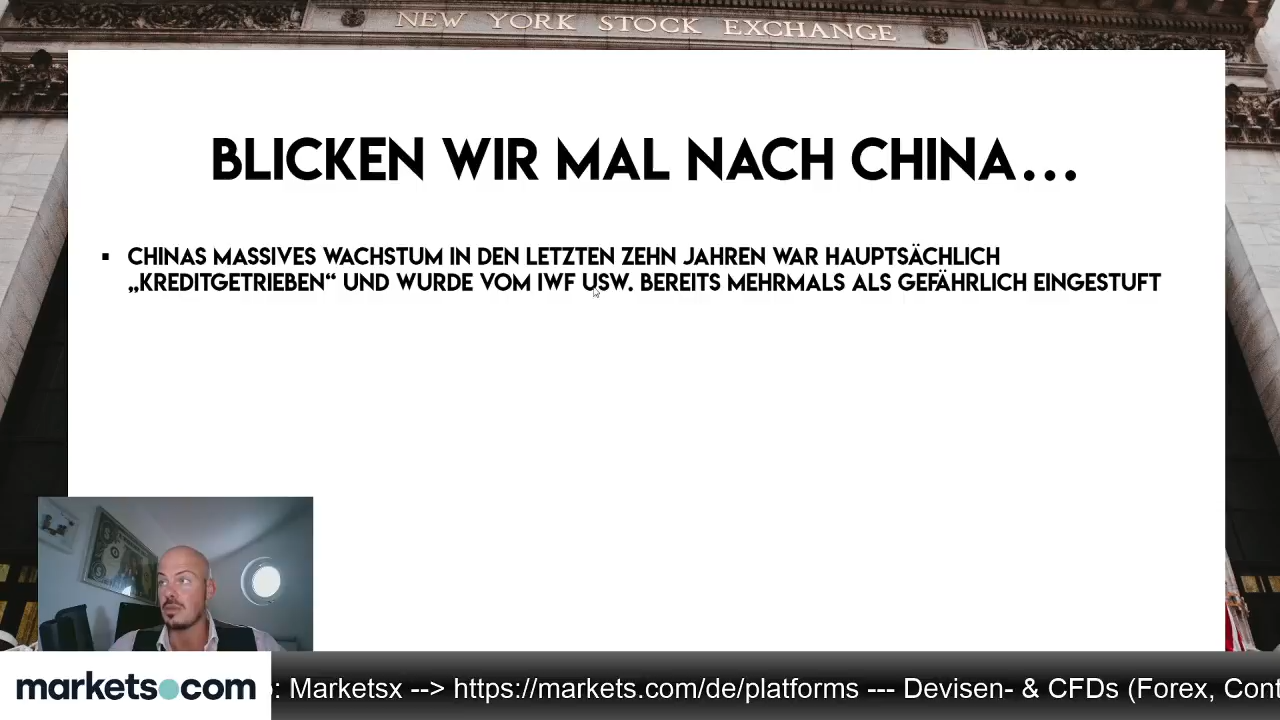 NEW YORK STOCK EXCHANGE
BLICKEN WIR MAL NACH CHINA...
▪ CHINAS MASSIVES WACHSTUM IN DEN LETZTEN ZEHN JAHREN WAR HAUPTSÄCHLICH
„KREDITGETRIEBEN“ UND WURDE VOM IWF USW. BEREITS MEHRMALS ALS GEFÄHRLICH EINGESTUFT
markets.com
: Marketsx --> https://markets.com/de/platforms --- Devisen- & CFDs (Forex, Cont